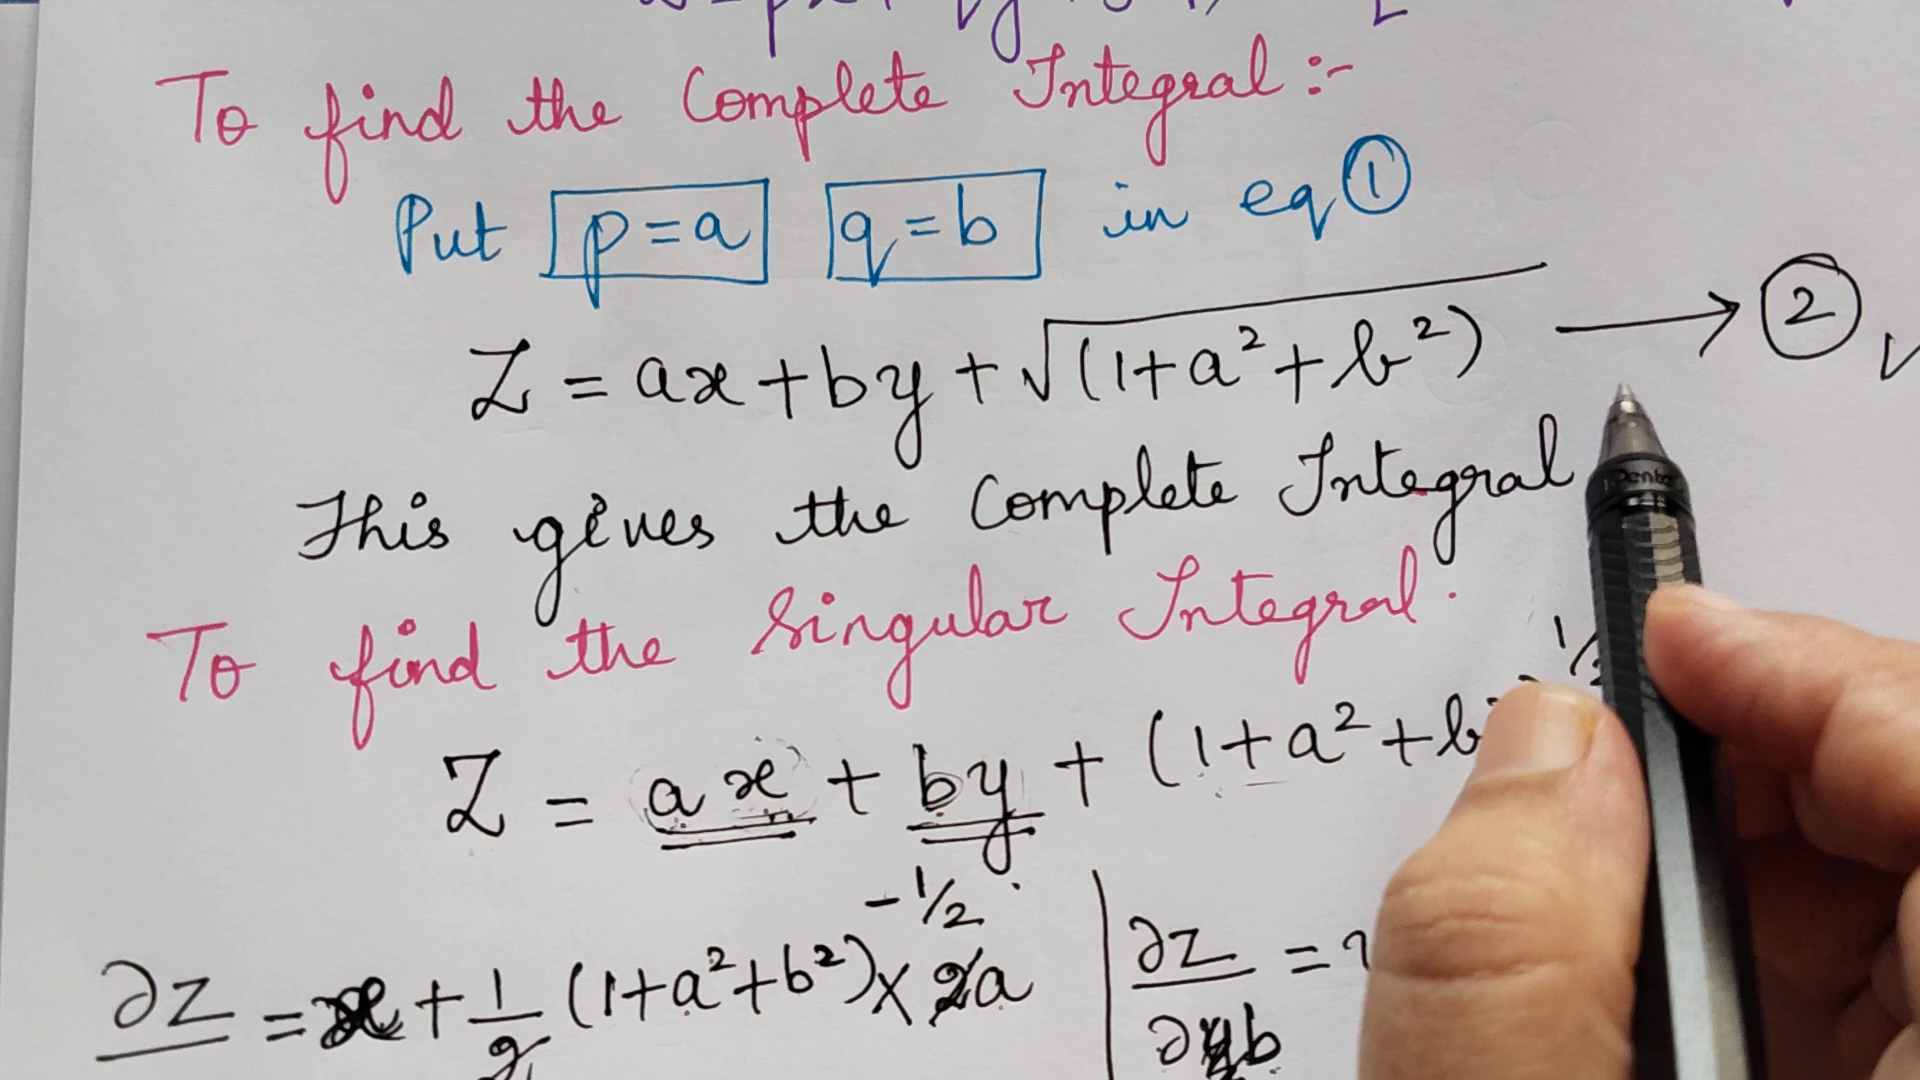 To find the Complete Integral :-
Put p = a q = b in eq ①
Z = ax + by + √(1+a²+b²) → ②
This gives the Complete Integral
To find the Singular Integral.
Z = ax + by + (1+a²+b
∂Z = x + 1/2 (1+a²+b²)^-1/2 × 2a
∂Z/∂b =